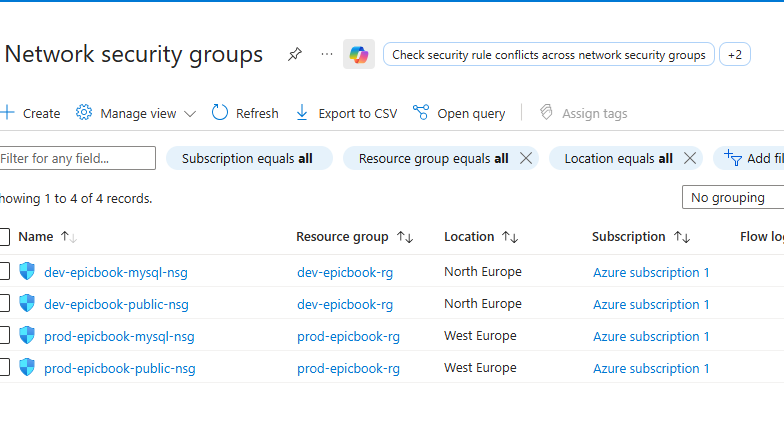 Network security groups ... Check security rule conflicts across network security groups +2
Create Manage view Refresh Export to CSV Open query Assign tags
Filter for any field... Subscription equals all Resource group equals all Location equals all Add fil
howing 1 to 4 of 4 records. No grouping
Name Resource group Location Subscription Flow log
dev-epicbook-mysql-nsg dev-epicbook-rg North Europe Azure subscription 1
dev-epicbook-public-nsg dev-epicbook-rg North Europe Azure subscription 1
prod-epicbook-mysql-nsg prod-epicbook-rg West Europe Azure subscription 1
prod-epicbook-public-nsg prod-epicbook-rg West Europe Azure subscription 1